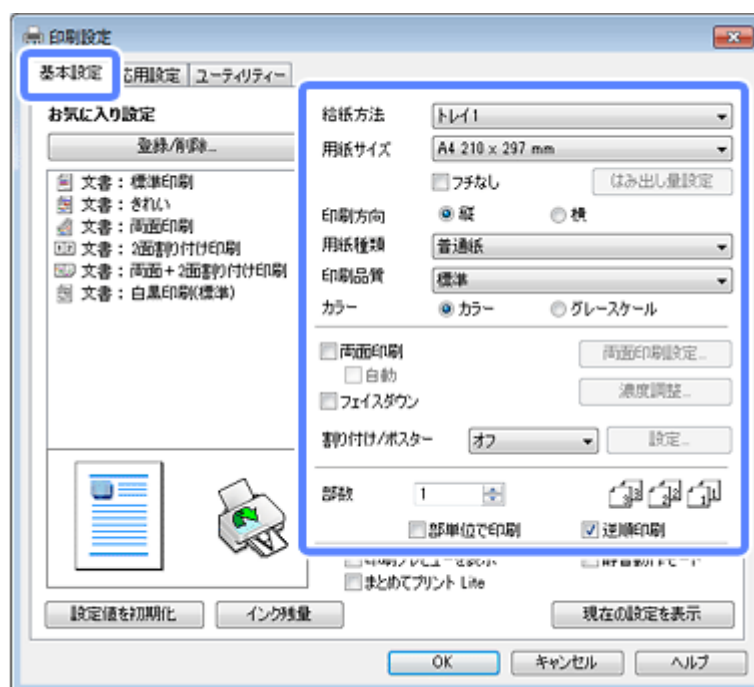 印刷設定
基本設定 応用設定 ユーティリティー
お気に入り設定
登録/削除...
文書:標準印刷
文書:きれい
文書:両面印刷
文書:2面割り付け印刷
文書:両面+2面割り付け印刷
文書:白黒印刷(標準)
給紙方法 トレイ1
用紙サイズ A4 210 x 297 mm
フチなし はみ出し量設定
印刷方向 縦 横
用紙種類 普通紙
印刷品質 標準
カラー カラー グレースケール
両面印刷 両面印刷設定...
自動 濃度調整...
フェイスダウン
割り付け/ポスター オフ 設定...
部数 1
部単位で印刷 逆順印刷
まとめてプリント Lite
設定値を初期化 インク残量 現在の設定を表示
OK キャンセル ヘルプ